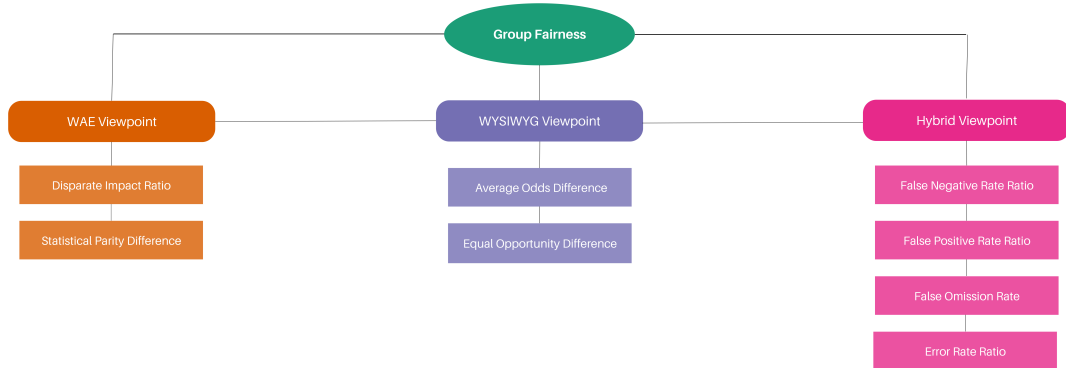 Group Fairness
WAE Viewpoint
WYSIWYG Viewpoint
Hybrid Viewpoint
Disparate Impact Ratio
Statistical Parity Difference
Average Odds Difference
Equal Opportunity Difference
False Negative Rate Ratio
False Positive Rate Ratio
False Omission Rate
Error Rate Ratio